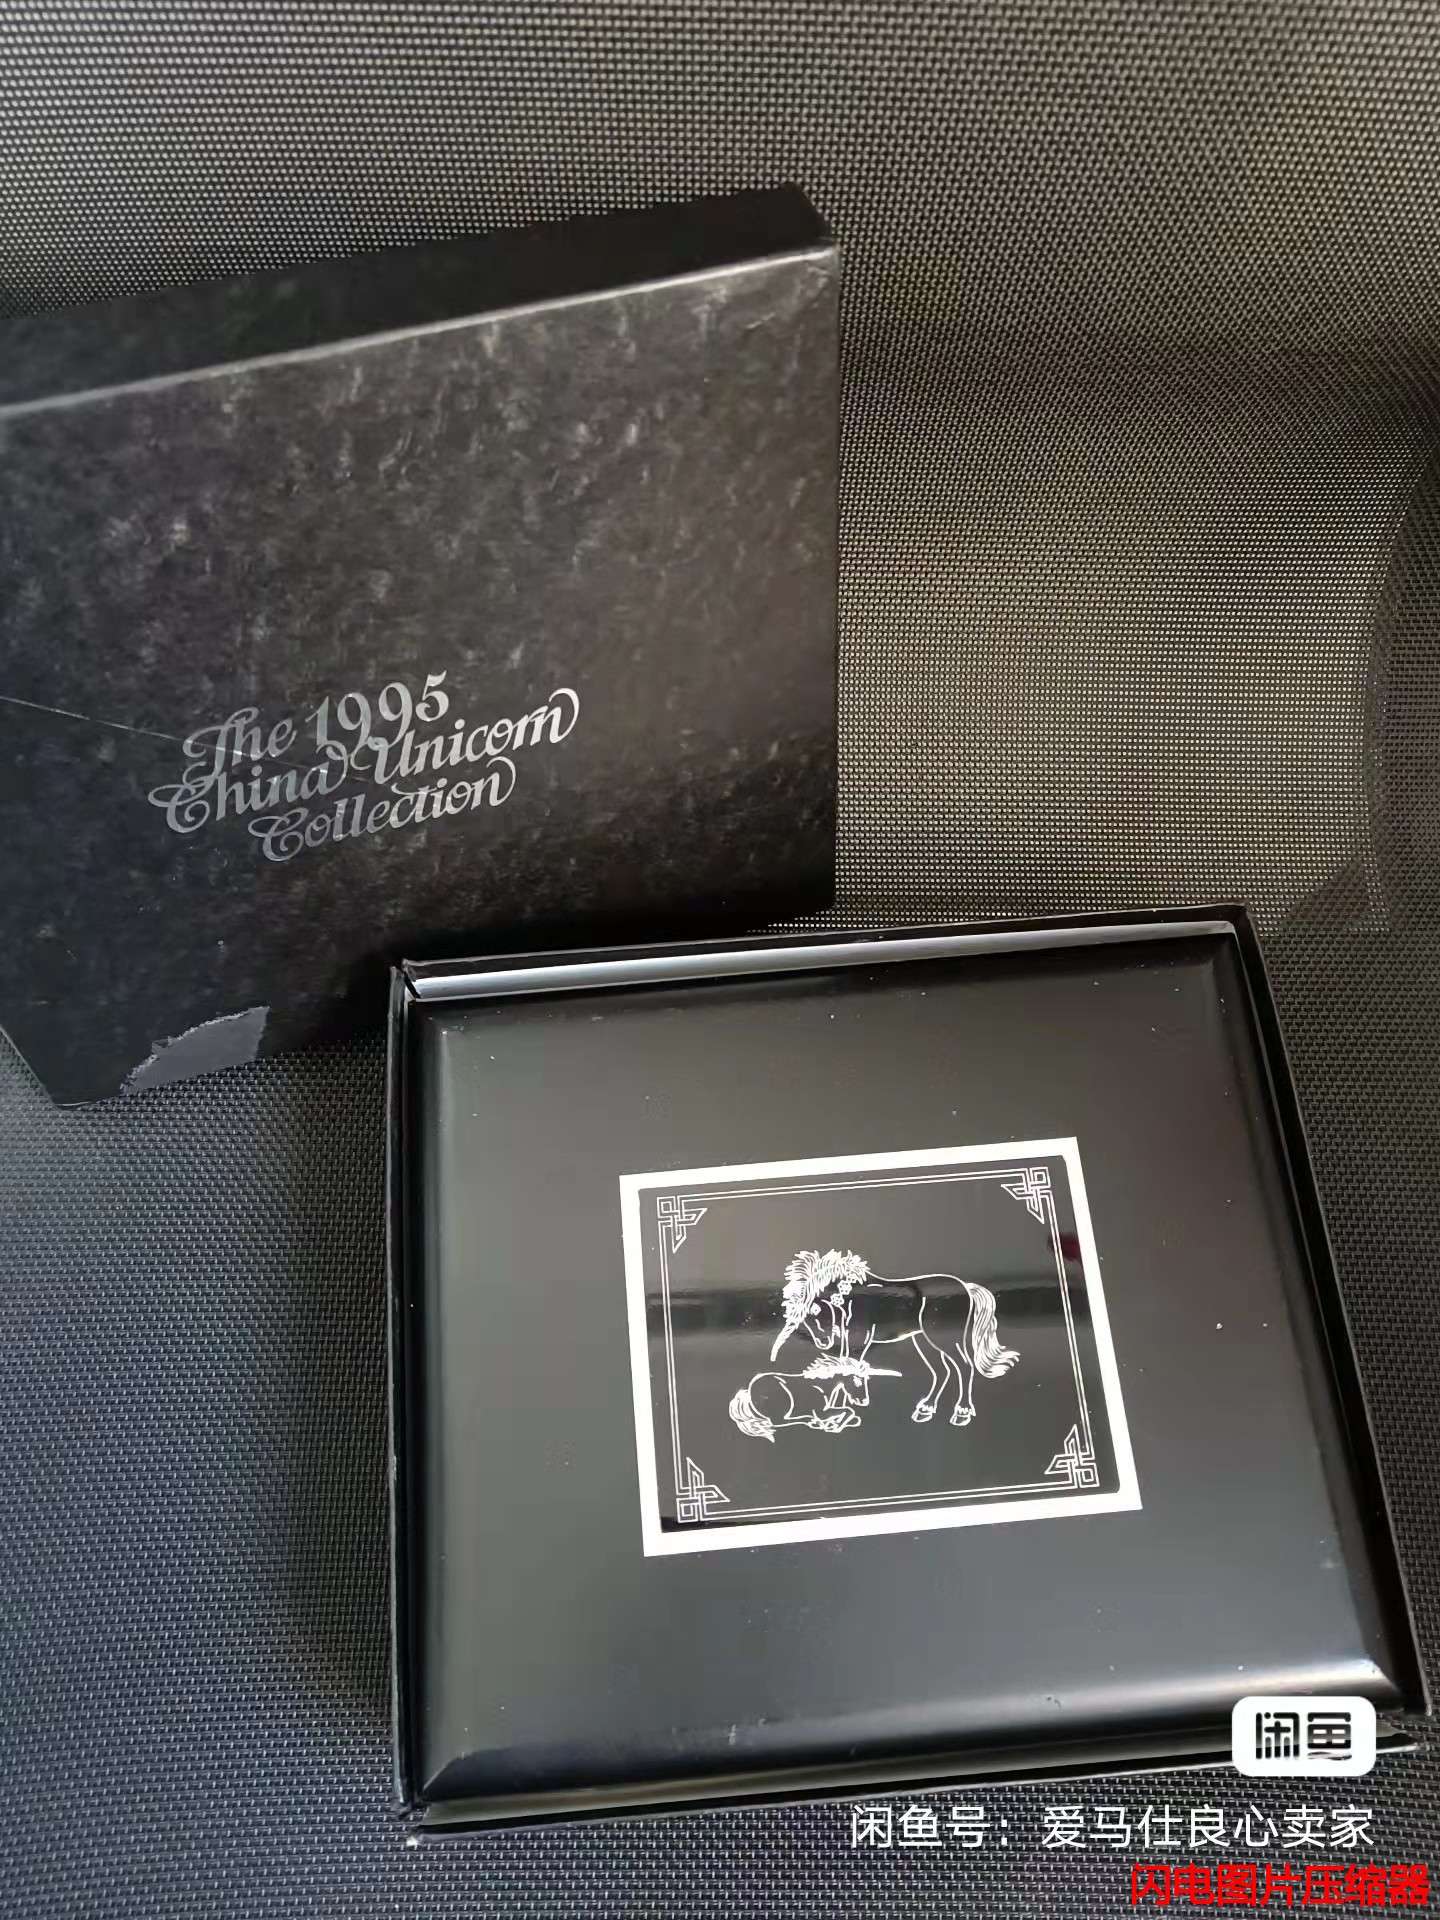 The 1995
China Unicorn
Collection
闲鱼
闲鱼号：爱马仕良心卖家
闪电图片压缩器